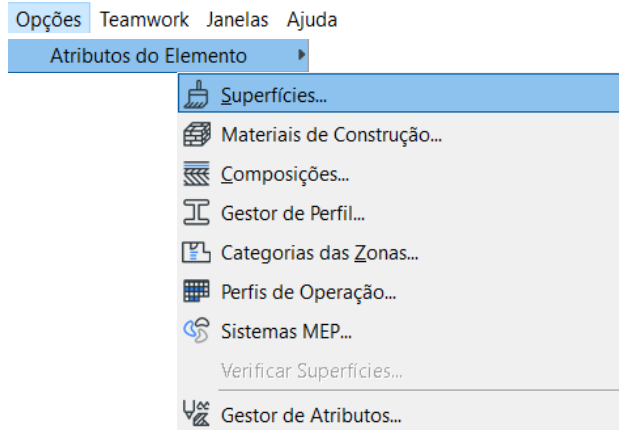 Opções Teamwork Janelas Ajuda
Atributos do Elemento
Superfícies...
Materiais de Construção...
Composições...
Gestor de Perfil...
Categorias das Zonas...
Perfis de Operação...
Sistemas MEP...
Verificar Superfícies...
Gestor de Atributos...